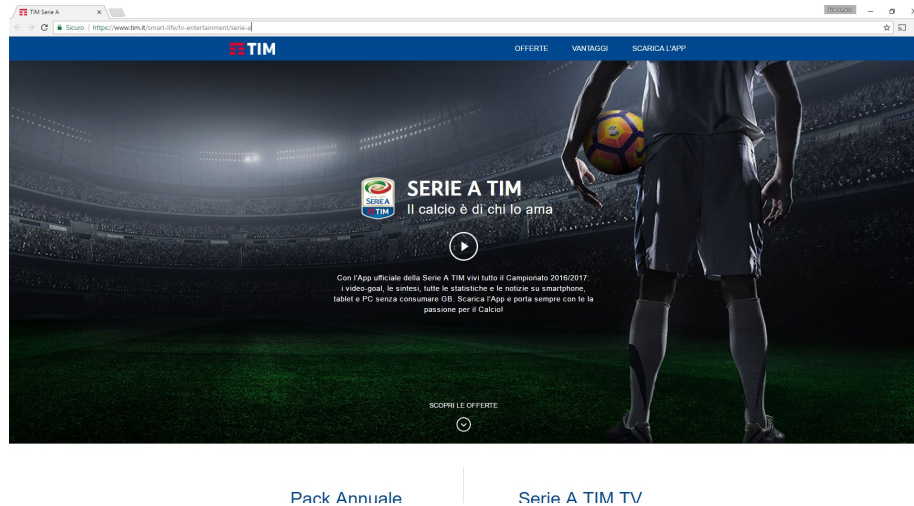 TIM Serie A
Sicuro | https://www.tim.it/smart-life/tv-entertainment/serie-a
TIM
OFFERTE VANTAGGI SCARICA L'APP
SERIE A
TIM
SERIE A TIM
Il calcio è di chi lo ama
Con l'App ufficiale della Serie A TIM vivi tutto il Campionato 2016/2017:
i video-goal, le sintesi, tutte le statistiche e le notizie su smartphone,
tablet e PC senza consumare GB. Scarica l'App e porta sempre con te la
passione per il Calcio!
SCOPRI LE OFFERTE
Pack Annuale
Serie A TIM TV